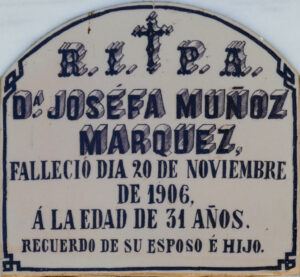 R.I.P.A.
Dª JOSÉFA MUÑOZ
MARQUEZ,
FALLECIÓ DIA 20 DE NOVIEMBRE
DE 1906,
Á LA EDAD DE 31 AÑOS.
RECUERDO DE SU ESPOSO É HIJO.